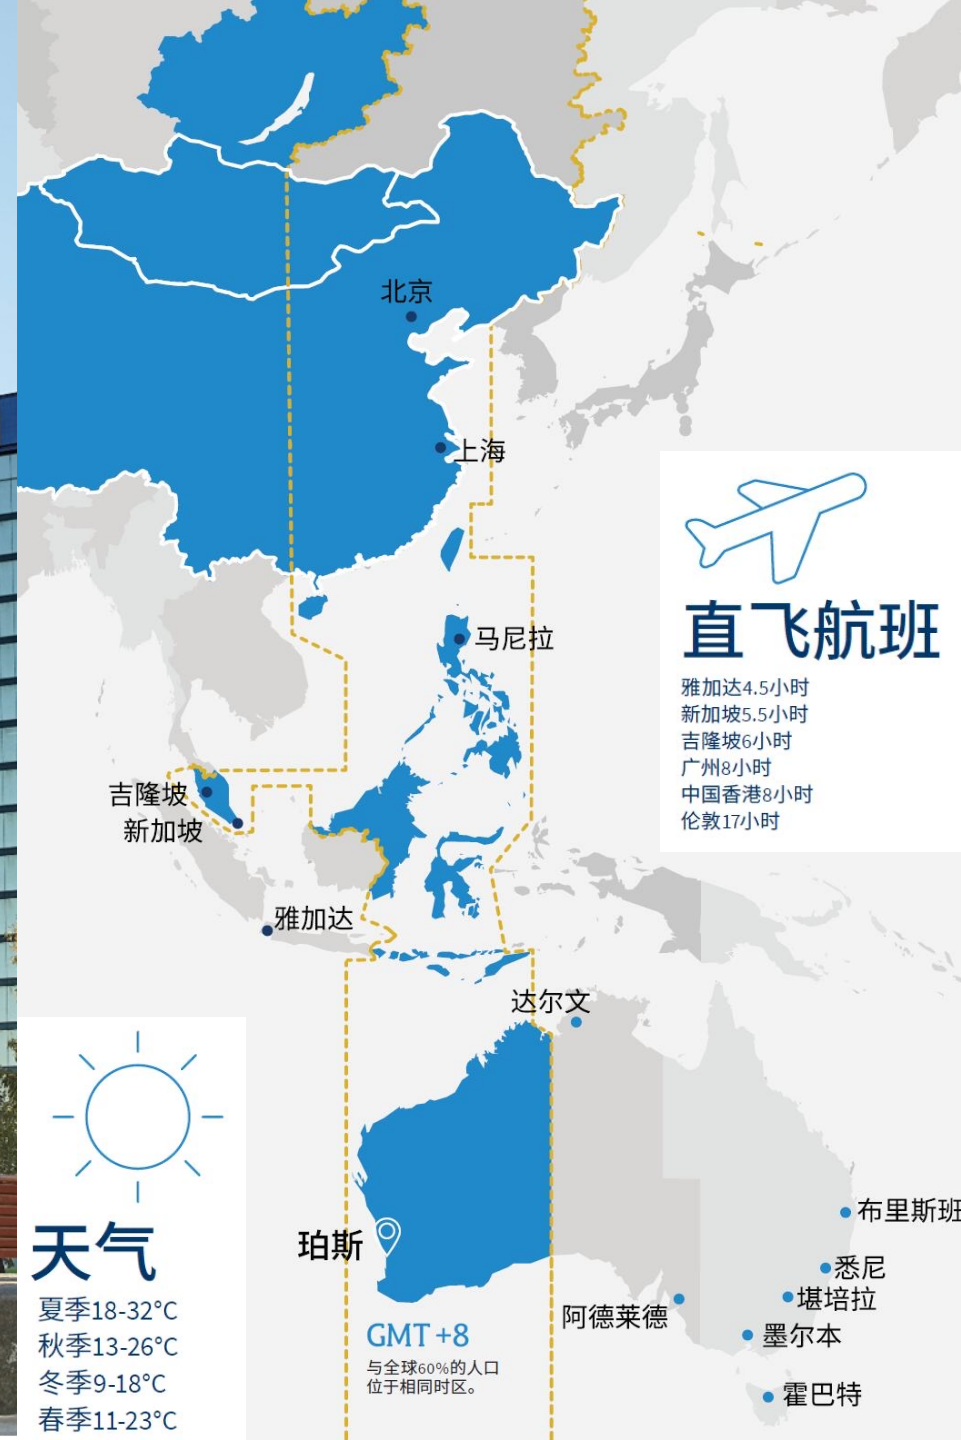 北京
上海
直飞航班
雅加达4.5小时
新加坡5.5小时
吉隆坡6小时
广州8小时
中国香港8小时
伦敦17小时
马尼拉
吉隆坡
新加坡
雅加达
达尔文
天气
夏季18-32°C
秋季13-26°C
冬季9-18°C
春季11-23°C
珀斯
GMT +8
与全球60%的人口
位于相同时区。
布里斯班
悉尼
堪培拉
阿德莱德
墨尔本
霍巴特